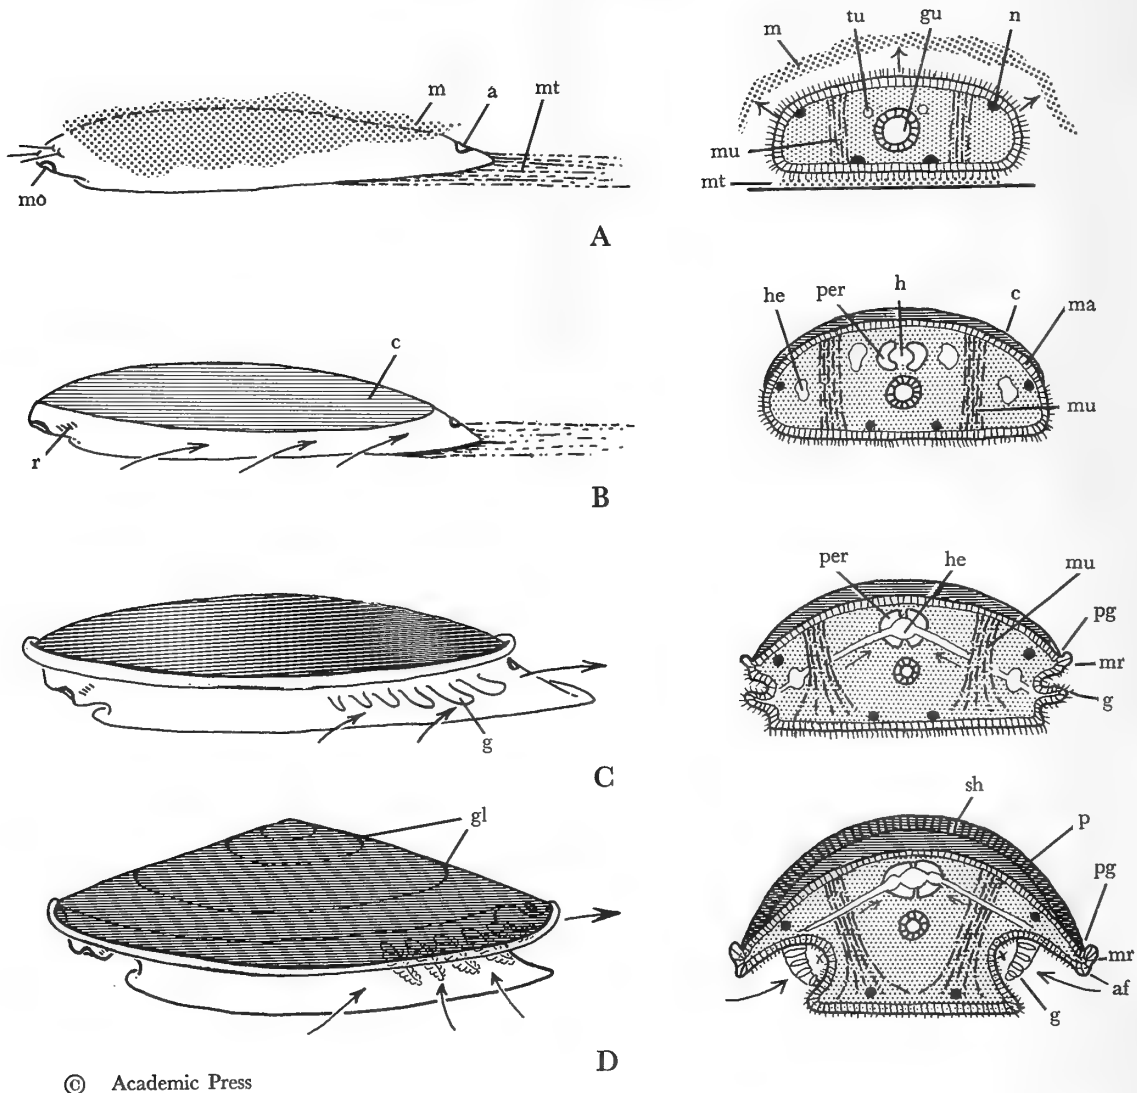 m a mt
mo
m tu gu n
mu
mt
A
c
r
he per h c
ma
mu
B
g
per he mu
pg
mr
g
C
gl
sh
p
pg
mr
af
g
D
© Academic Press